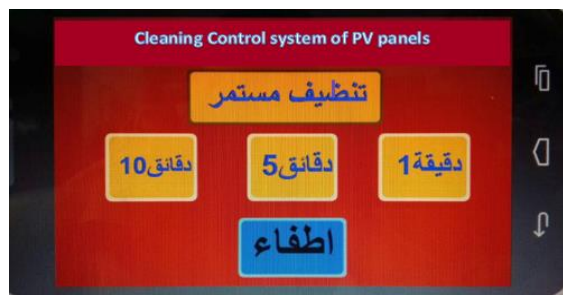 Cleaning Control system of PV panels
تنظيف مستمر
دقيقة1
دقائق5
دقائق10
اطفاء